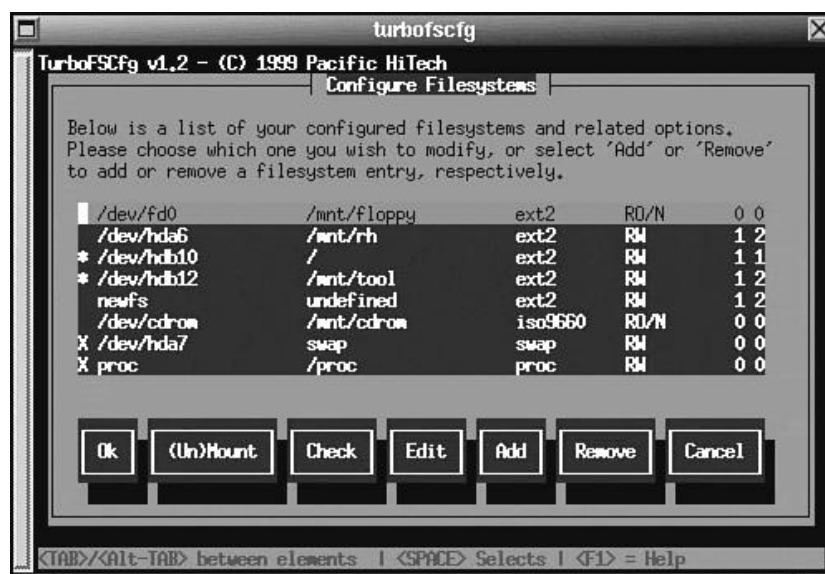 turbofscfg
TurboFSCfg v1.2 - (C) 1999 Pacific HiTech
Configure Filesystems
Below is a list of your configured filesystems and related options.
Please choose which one you wish to modify, or select 'Add' or 'Remove'
to add or remove a filesystem entry, respectively.
/dev/fd0 /mnt/floppy ext2 RO/N 0 0
/dev/hda6 /mnt/rh ext2 RW 1 2
* /dev/hdb10 / ext2 RW 1 1
* /dev/hdb12 /mnt/tool ext2 RW 1 2
newfs undefined ext2 RW 1 2
/dev/cdrom /mnt/cdrom iso9660 RO/N 0 0
X /dev/hda7 swap swap RW 0 0
X proc /proc proc RW 0 0
Ok (Un)Mount Check Edit Add Remove Cancel
<TAB>/<Alt-TAB> between elements | <SPACE> Selects | <F1> = Help